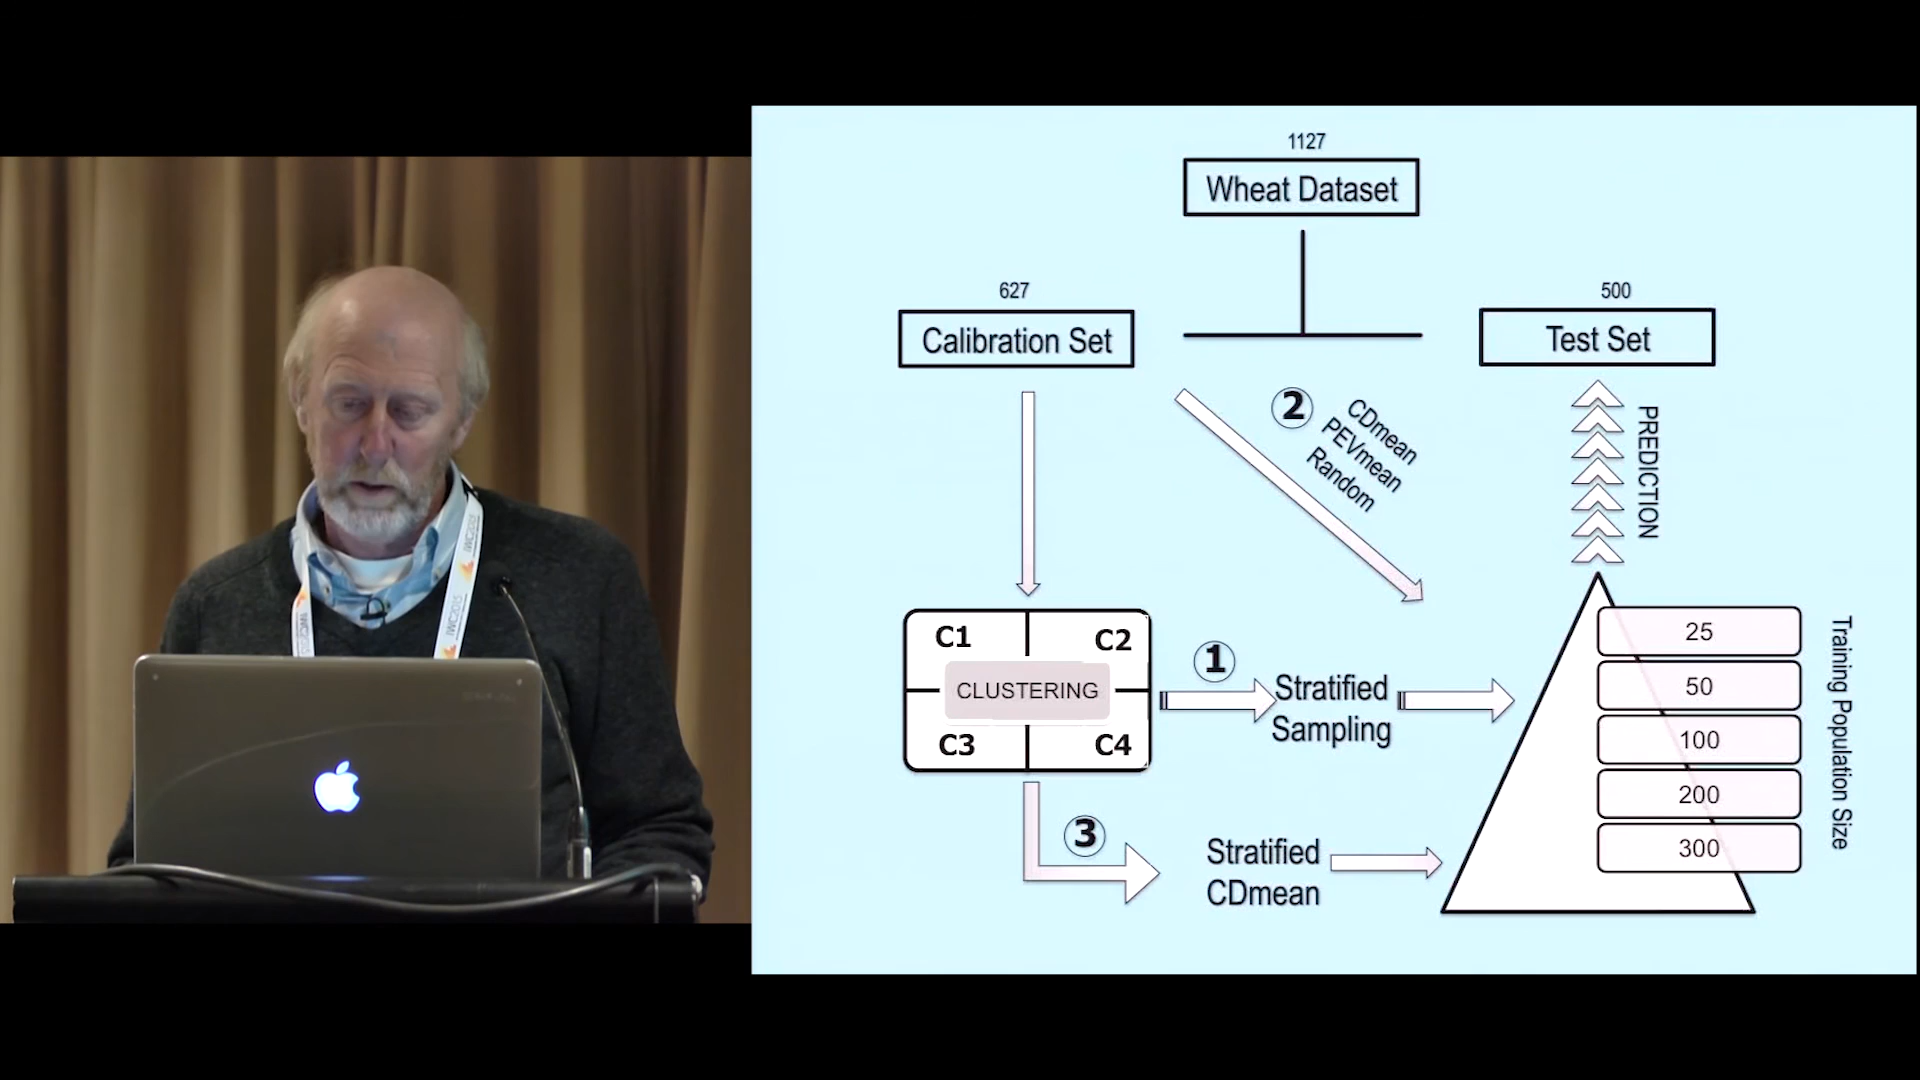 1127
Wheat Dataset
627
Calibration Set
500
Test Set
2
CDmean
PEVmean
Random
PREDICTION
C1
C2
CLUSTERING
C3
C4
1
Stratified
Sampling
3
Stratified
CDmean
25
50
100
200
300
Training Population Size
IWC2015